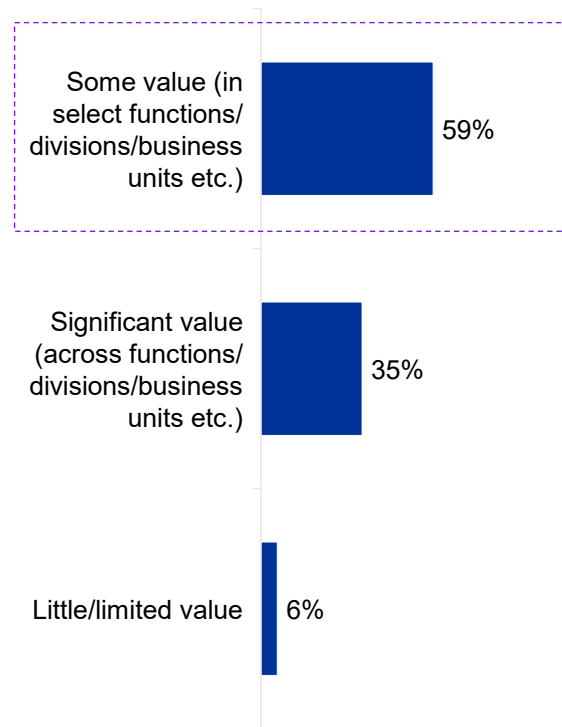 Some value (in
select functions/
divisions/business
units etc.)
59%
Significant value
(across functions/
divisions/business
units etc.)
35%
Little/limited value
6%